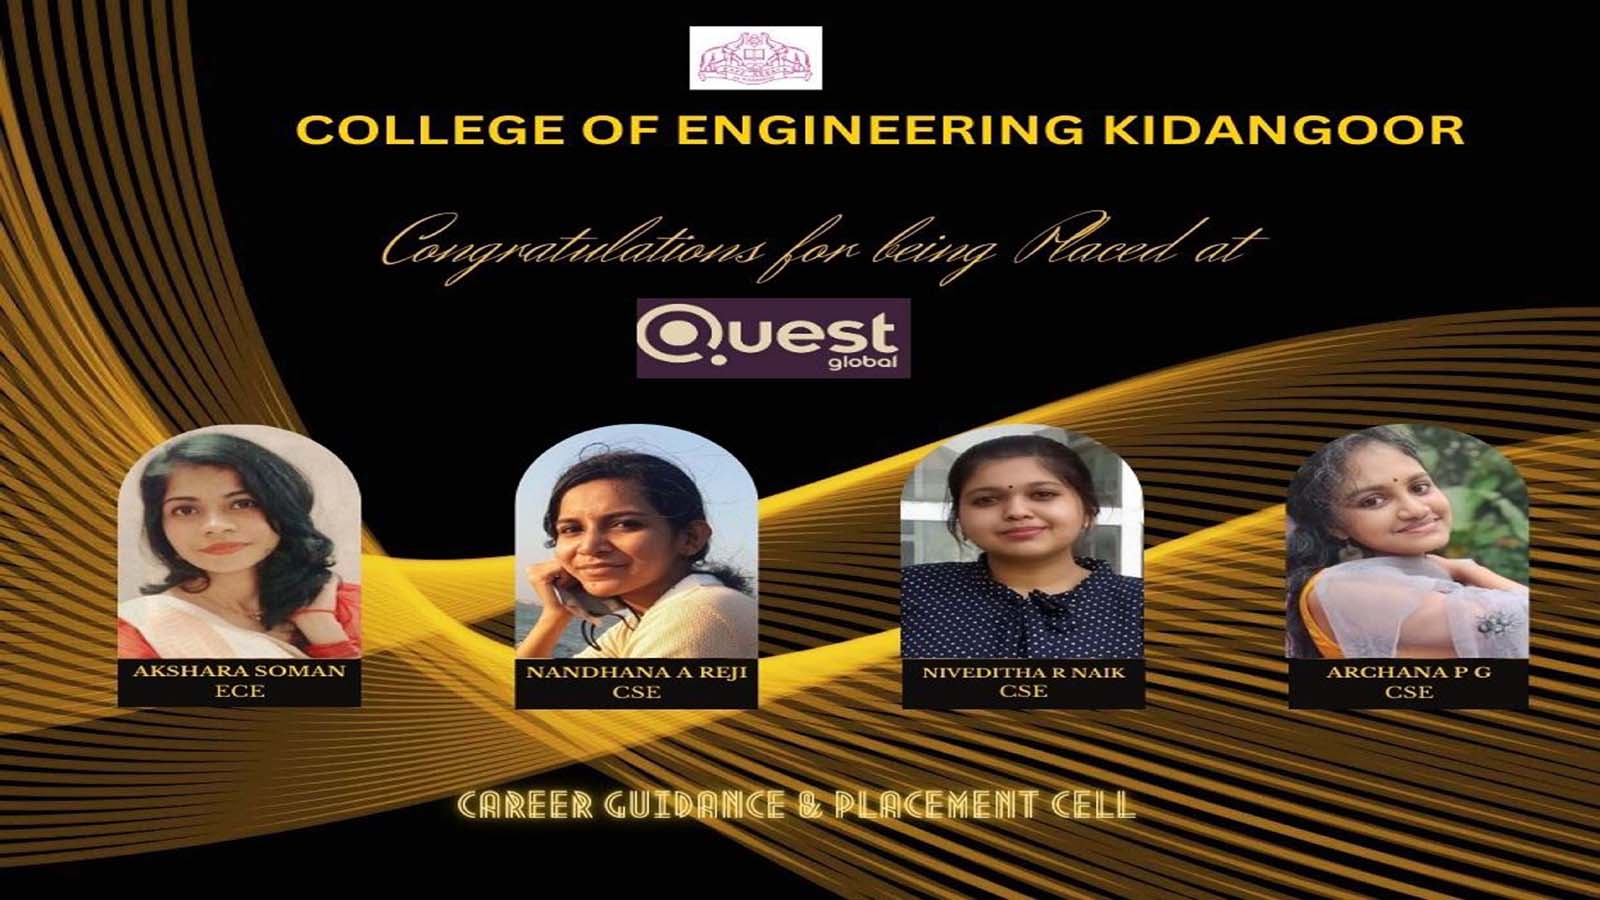 COLLEGE OF ENGINEERING KIDANGOOR
Congratulations for being Placed at
Quest
global
AKSHARA SOMAN
ECE
NANDHANA A REJI
CSE
NIVEDITHA R NAIK
CSE
ARCHANA P G
CSE
CAREER GUIDANCE & PLACEMENT CELL